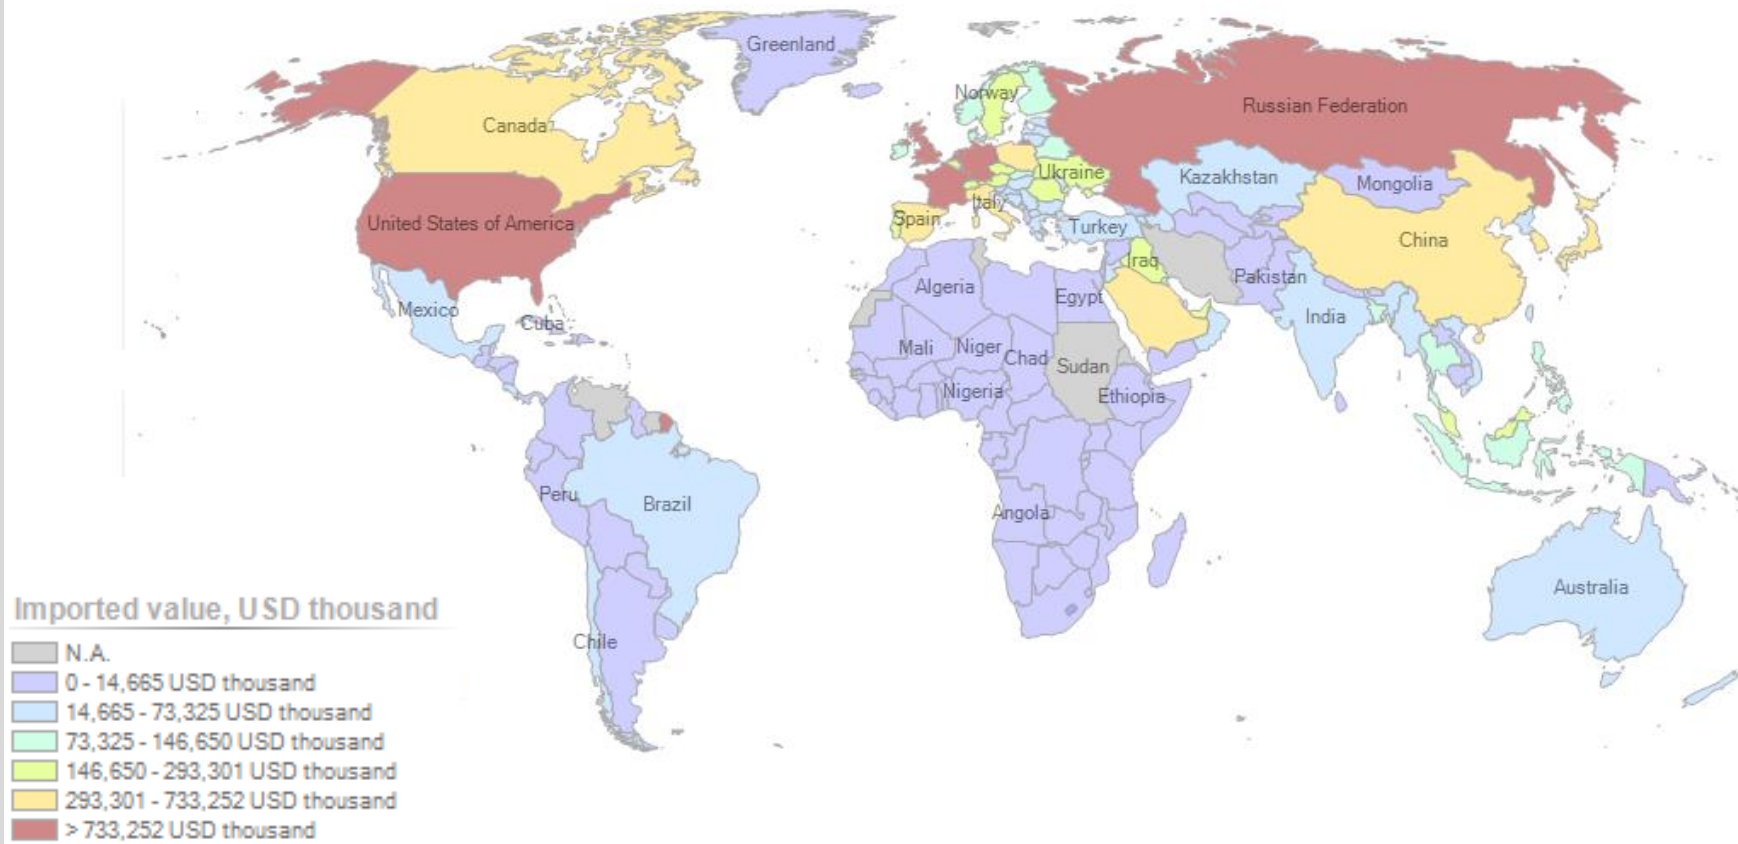 Greenland
Norway
Russian Federation
Canada
Ukraine
Kazakhstan
Mongolia
Italy
United States of America
Spain
Turkey
China
Iraq
Pakistan
Algeria
Egypt
Mexico
India
Cuba
Mali
Niger
Chad
Sudan
Nigeria
Ethiopia
Peru
Brazil
Angola
Australia
Chile
Imported value, USD thousand
N.A.
0 - 14,665 USD thousand
14,665 - 73,325 USD thousand
73,325 - 146,650 USD thousand
146,650 - 293,301 USD thousand
293,301 - 733,252 USD thousand
> 733,252 USD thousand